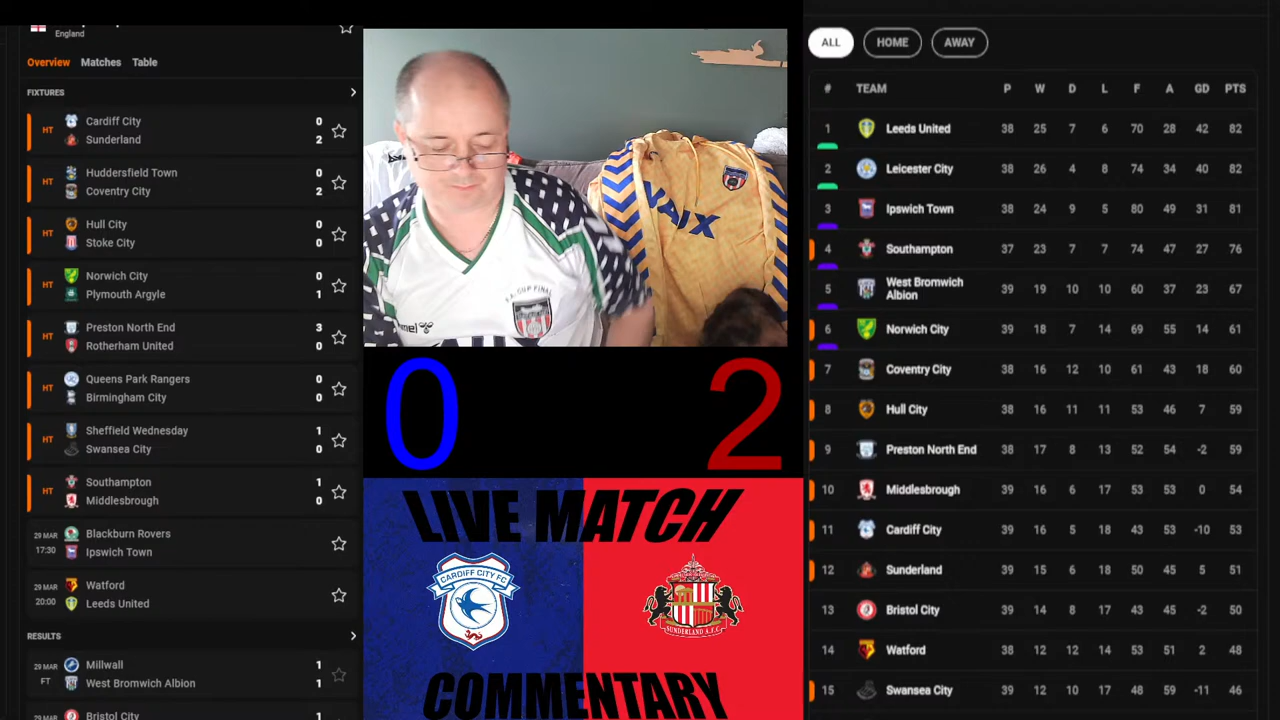 England
Overview Matches Table
FIXTURES
HT Cardiff City 0
Sunderland 2
HT Huddersfield Town 0
Coventry City 2
HT Hull City 0
Stoke City 0
HT Norwich City 0
Plymouth Argyle 1
HT Preston North End 3
Rotherham United 0
HT Queens Park Rangers 0
Birmingham City 0
HT Sheffield Wednesday 1
Swansea City 0
HT Southampton 1
Middlesbrough 0
29 MAR Blackburn Rovers
17:30 Ipswich Town
29 MAR Watford
20:00 Leeds United
RESULTS
29 MAR Millwall 1
FT West Bromwich Albion 1
Bristol City 1
VAUX
F.A. CUP FINAL
0 2
LIVE MATCH
CARDIFF CITY FC
SUNDERLAND A.F.C.
COMMENTARY
ALL HOME AWAY
# TEAM P W D L F A GD PTS
1 Leeds United 38 25 7 6 70 28 42 82
2 Leicester City 38 26 4 8 74 34 40 82
3 Ipswich Town 38 24 9 5 80 49 31 81
4 Southampton 37 23 7 7 74 47 27 76
5 West Bromwich Albion 39 19 10 10 60 37 23 67
6 Norwich City 39 18 7 14 69 55 14 61
7 Coventry City 38 16 12 10 61 43 18 60
8 Hull City 38 16 11 11 53 46 7 59
9 Preston North End 38 17 8 13 52 54 -2 59
10 Middlesbrough 39 16 6 17 53 53 0 54
11 Cardiff City 39 16 5 18 43 53 -10 53
12 Sunderland 39 15 6 18 50 45 5 51
13 Bristol City 39 14 8 17 43 45 -2 50
14 Watford 38 12 12 14 53 51 2 48
15 Swansea City 39 12 10 17 48 59 -11 46